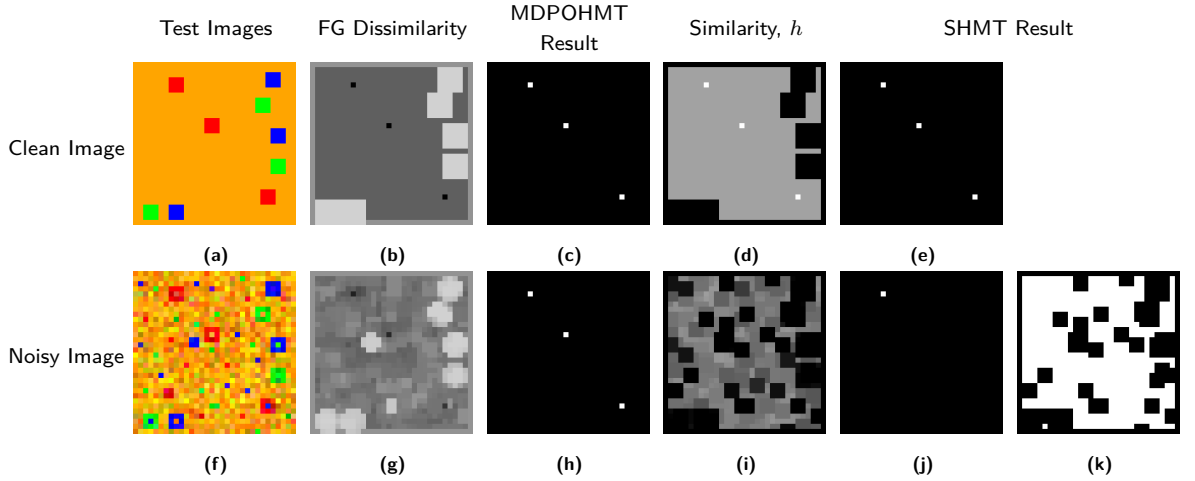 Test Images FG Dissimilarity MDPOHMT Result Similarity, h SHMT Result
Clean Image
(a) (b) (c) (d) (e)
Noisy Image
(f) (g) (h) (i) (j) (k)